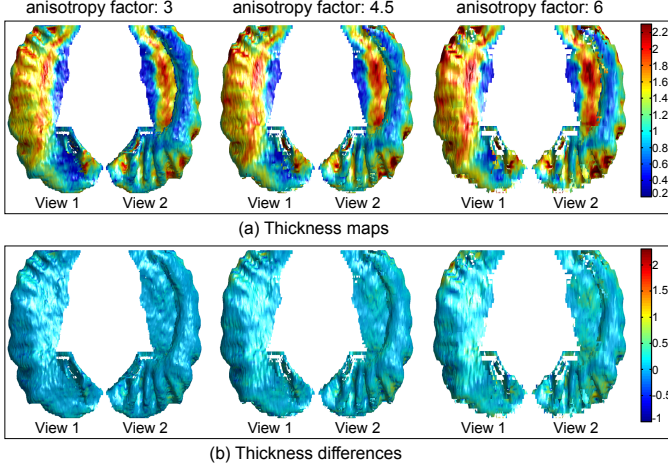 anisotropy factor: 3
anisotropy factor: 4.5
anisotropy factor: 6
2.2
2
1.8
1.6
1.4
1.2
1
0.8
0.6
0.4
0.2
View 1
View 2
View 1
View 2
View 1
View 2
(a) Thickness maps
2
1.5
1
0.5
0
-0.5
-1
View 1
View 2
View 1
View 2
View 1
View 2
(b) Thickness differences